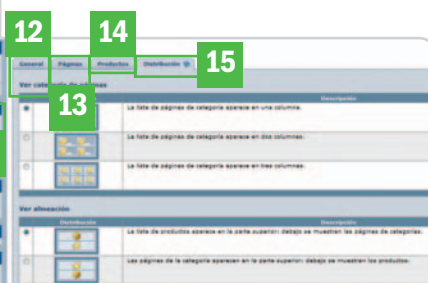 12 14
General Páginas Productos Distribución 15
Ver categoría de páginas
13
Descripción
La lista de páginas de categoría aparece en una columna.
La lista de páginas de categoría aparece en dos columnas.
La lista de páginas de categoría aparece en tres columnas.
Ver alineación
Distribución Descripción
La lista de productos aparece en la parte superior; debajo se muestran las páginas de categorías.
Las páginas de la categoría aparecen en la parte superior; debajo se muestran los productos.